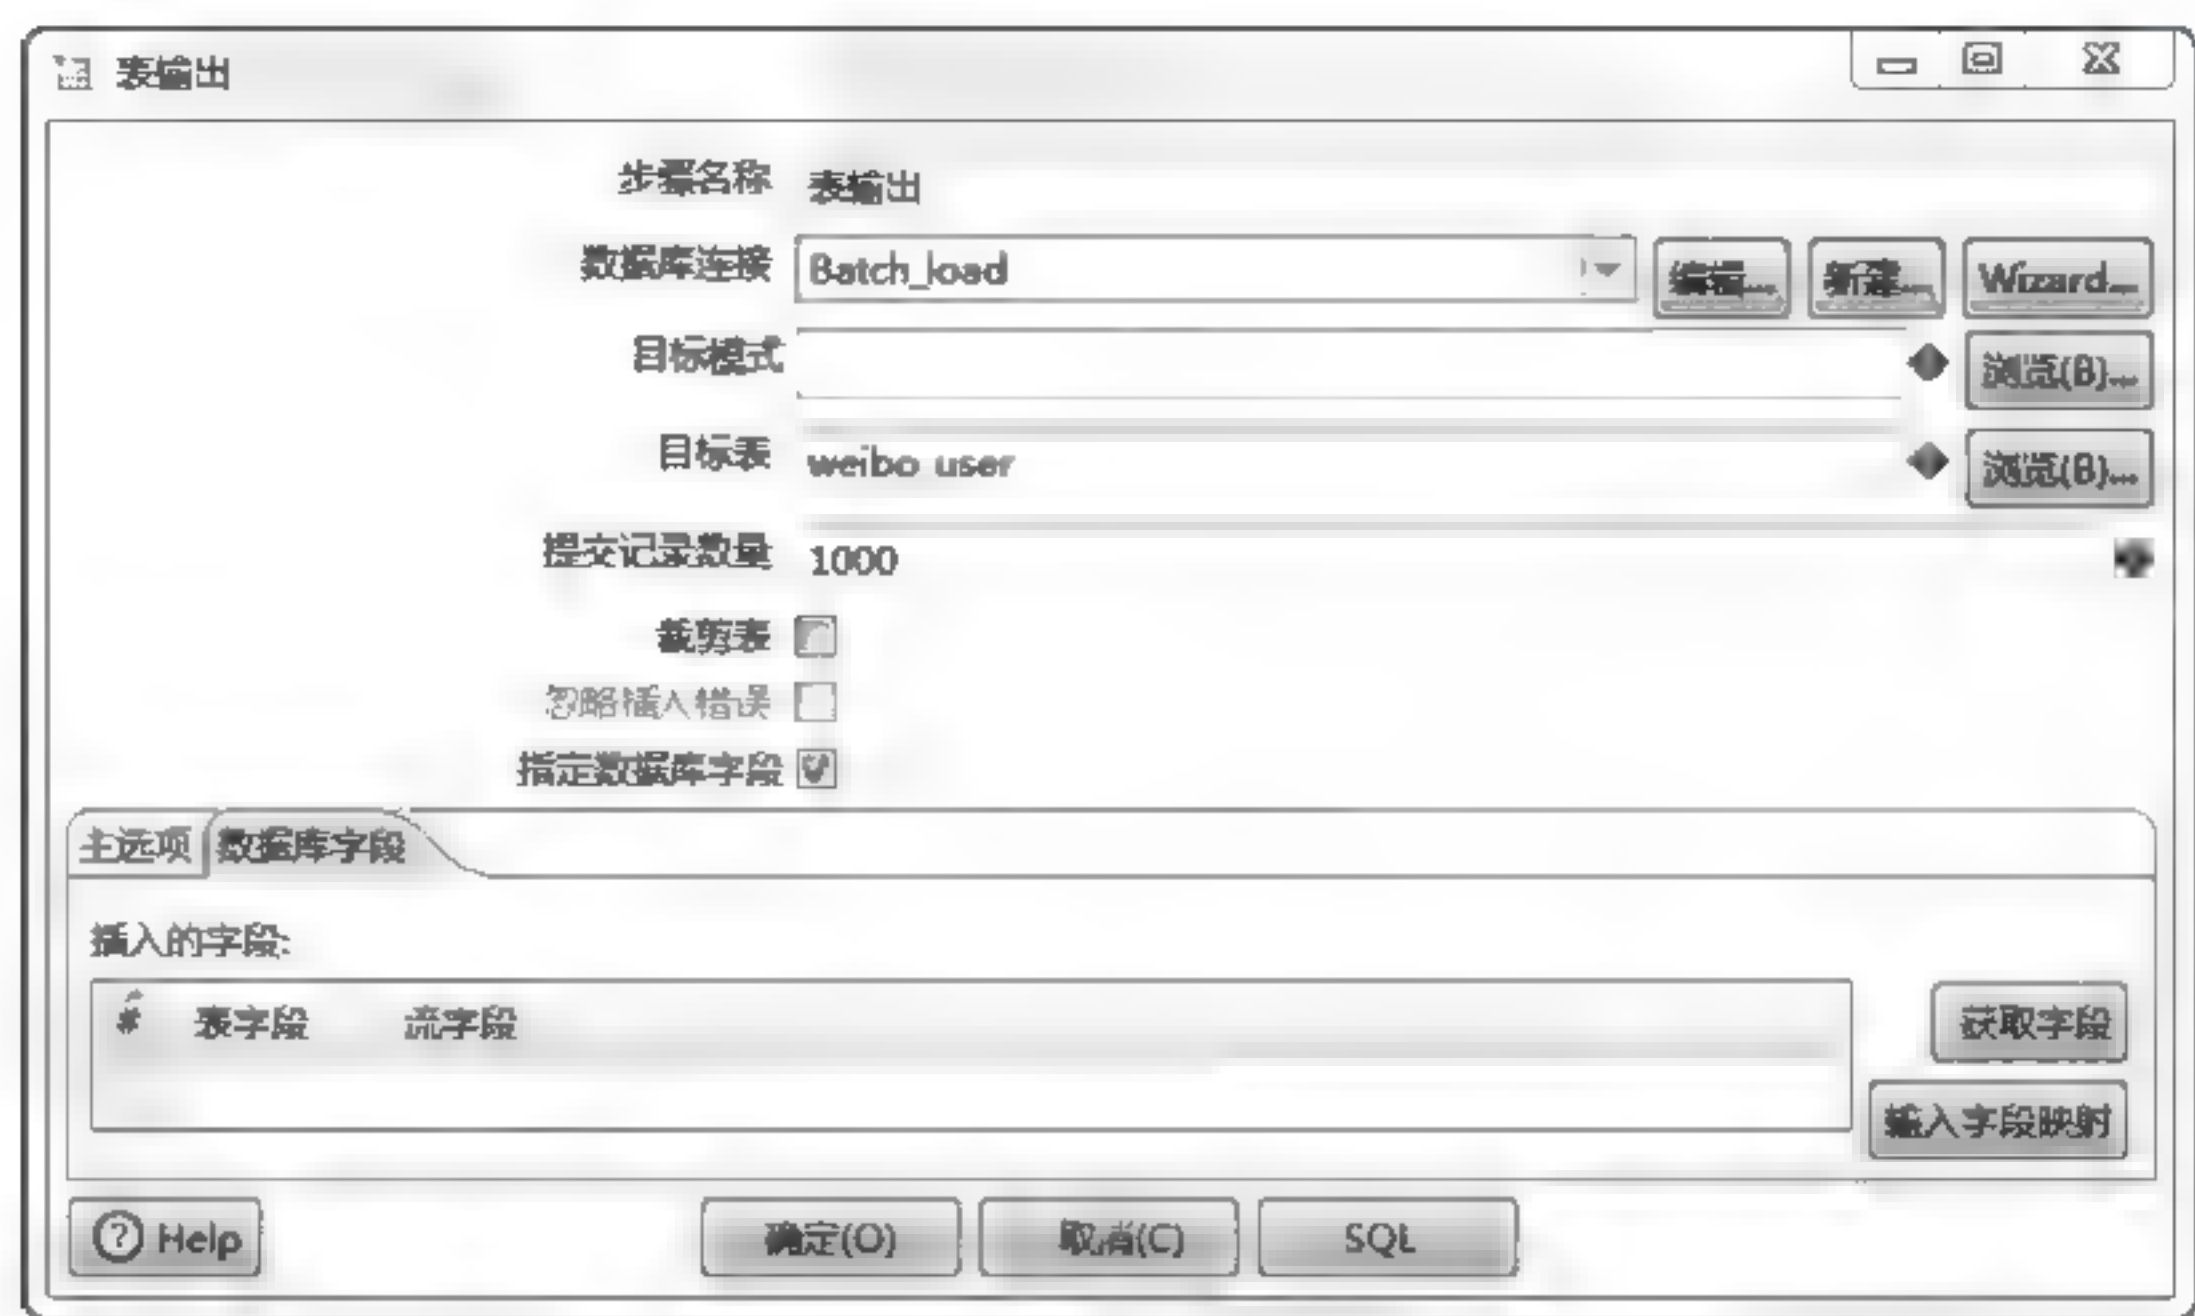 表输出
步骤名称 表输出
数据库连接 Batch_load 编辑... 新建... Wizard...
目标模式 浏览(B)...
目标表 weibo_user 浏览(B)...
提交记录数量 1000
裁剪表
忽略插入错误
指定数据库字段
主选项 数据库字段
插入的字段:
# 表字段 流字段 获取字段
输入字段映射
Help 确定(O) 取消(C) SQL